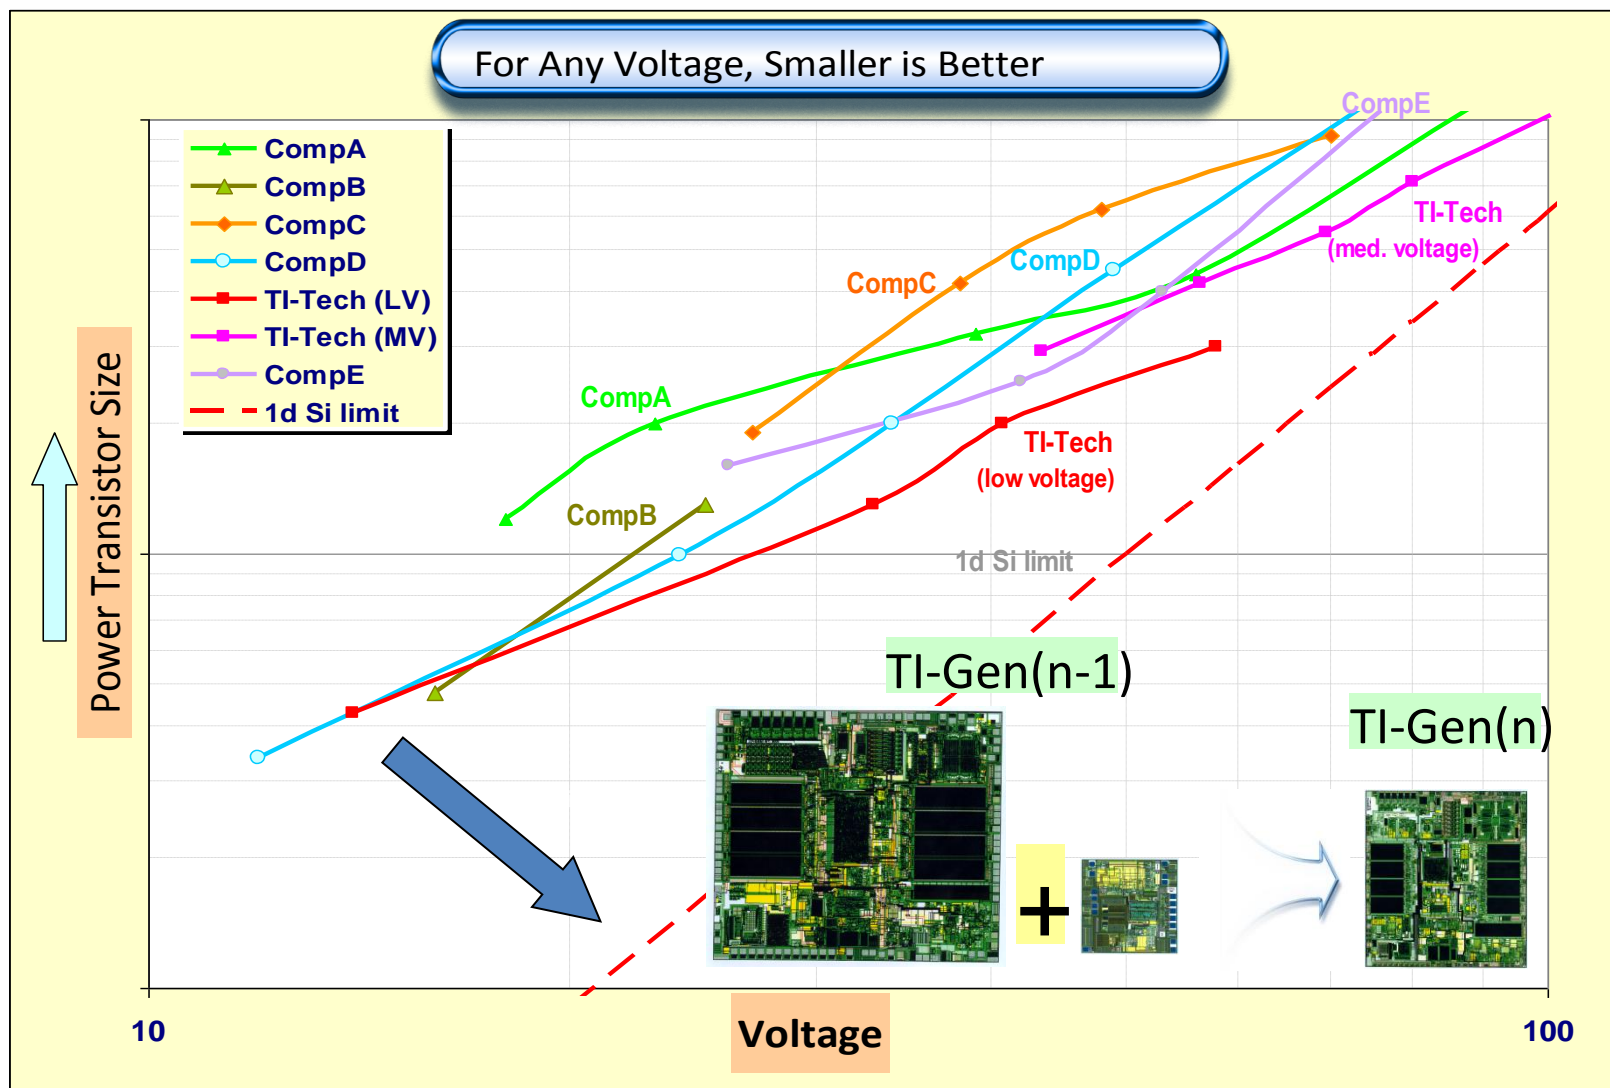 For Any Voltage, Smaller is Better
CompE
CompA
CompB
CompC
CompD
TI-Tech (LV)
TI-Tech (MV)
CompE
1d Si limit
TI-Tech
(med. voltage)
CompD
CompC
CompA
TI-Tech
(low voltage)
CompB
1d Si limit
Power Transistor Size
TI-Gen(n-1)
TI-Gen(n)
+
10
Voltage
100